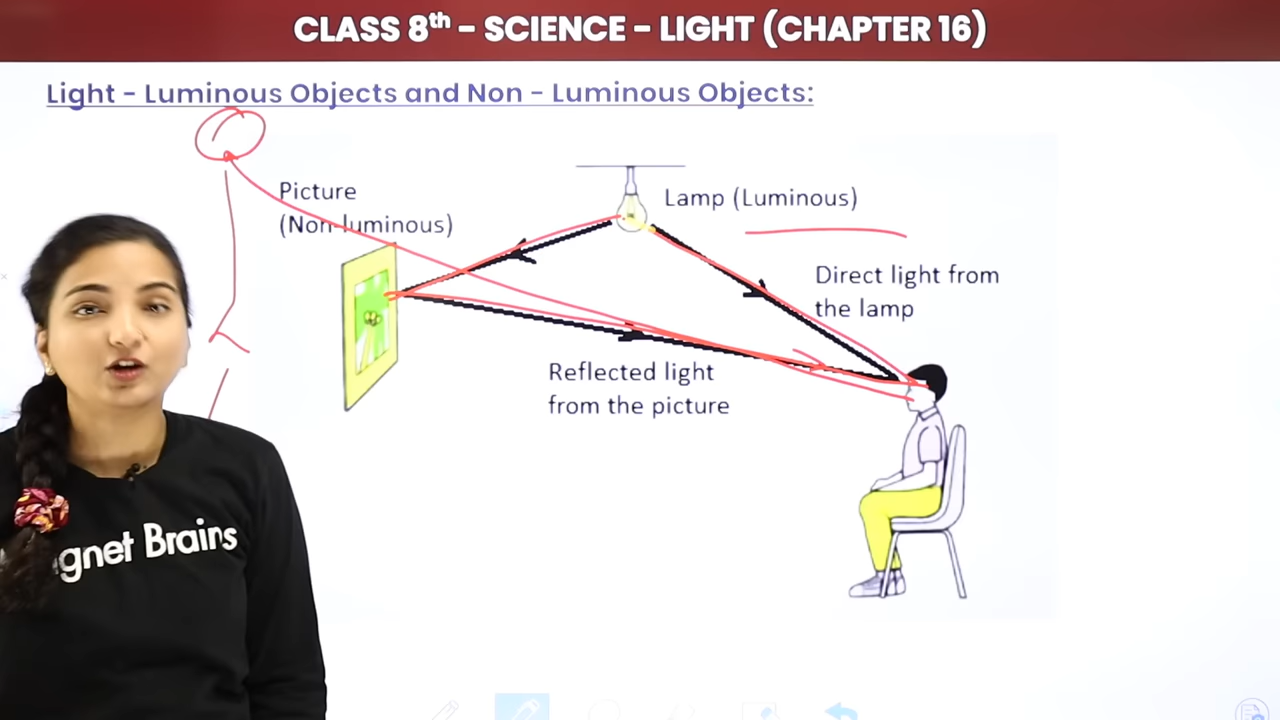 CLASS 8th – SCIENCE – LIGHT (CHAPTER 16)
Light – Luminous Objects and Non – Luminous Objects:
Picture
(Non-luminous)
Lamp (Luminous)
Direct light from
the lamp
Reflected light
from the picture
gnet Brains